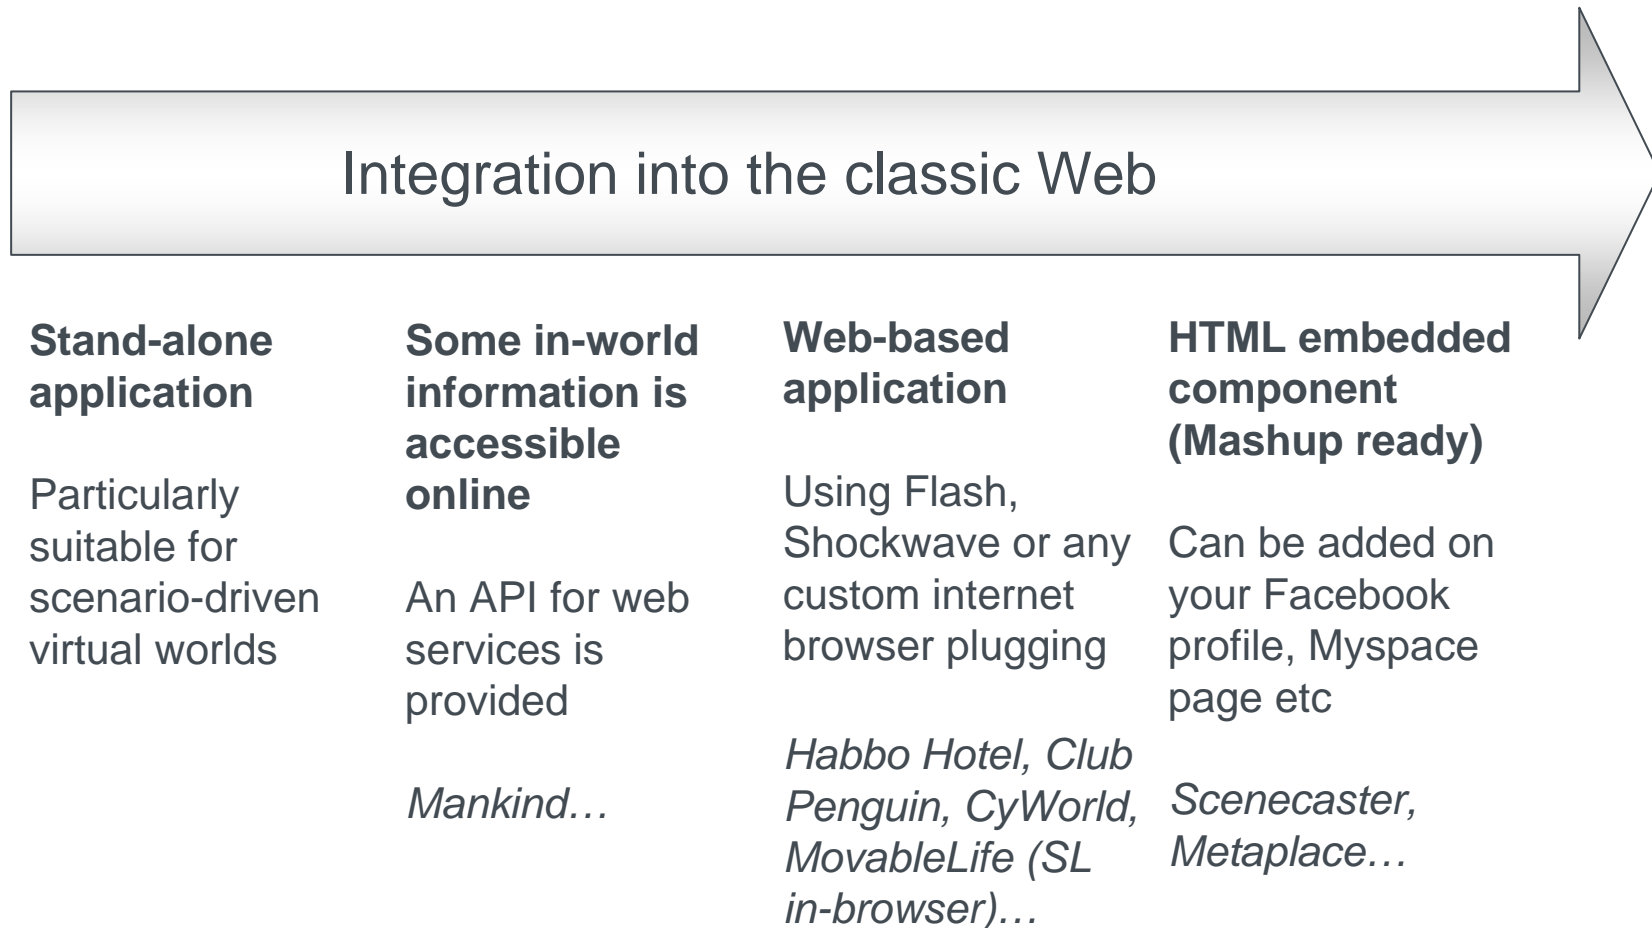 Integration into the classic Web
Stand-alone
application
Particularly
suitable for
scenario-driven
virtual worlds
Some in-world
information is
accessible
online
An API for web
services is
provided
Mankind…
Web-based
application
Using Flash,
Shockwave or any
custom internet
browser plugging
Habbo Hotel, Club
Penguin, CyWorld,
MovableLife (SL
in-browser)…
HTML embedded
component
(Mashup ready)
Can be added on
your Facebook
profile, Myspace
page etc
Scenecaster,
Metaplace…